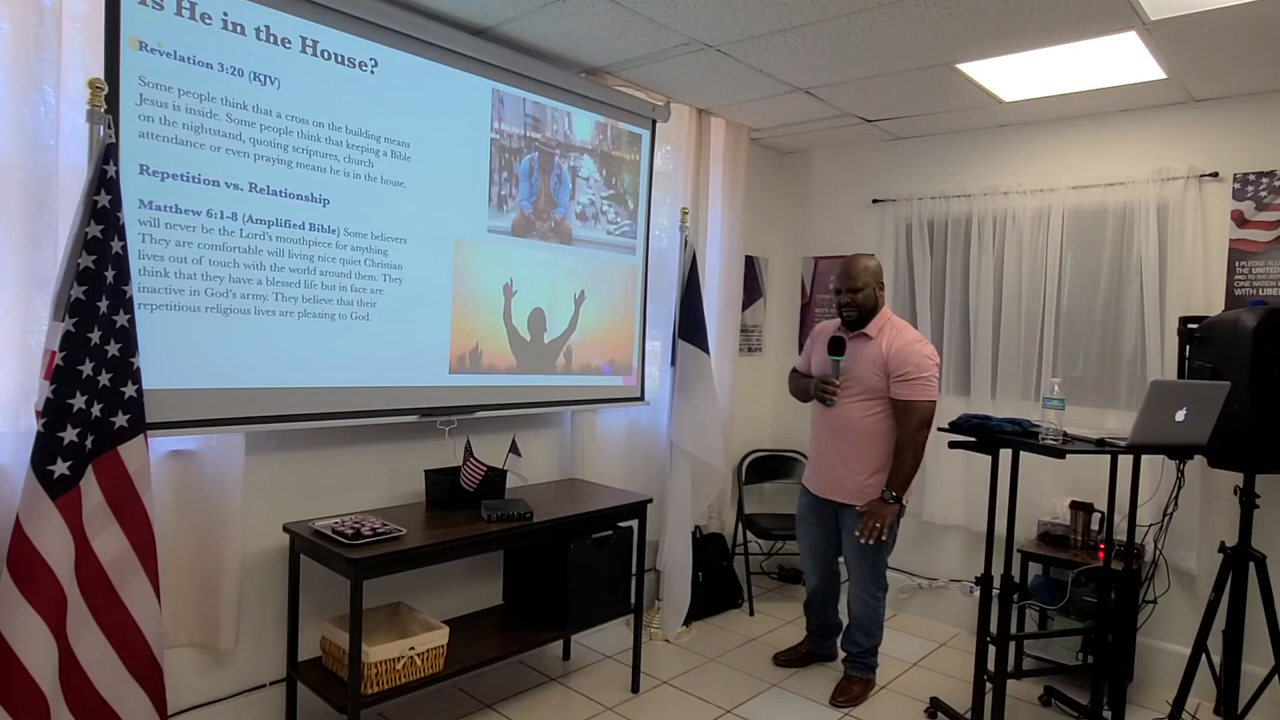 Is He in the House?
Revelation 3:20 (KJV)
Some people think that a cross on the building means
Jesus is inside. Some people think that keeping a Bible
on the nightstand, quoting scriptures, church
attendance or even praying means he is in the house.
Repetition vs. Relationship
Matthew 6:1-8 (Amplified Bible) Some believers
will never be the Lord's mouthpiece for anything.
They are comfortable will living nice quiet Christian
lives out of touch with the world around them. They
think that they have a blessed life but in face are
inactive in God's army. They believe that their
repetitious religious lives are pleasing to God.
I PLEDGE ALL
THE UNITED
AND TO THE RE
ONE NATION
WITH LIBER